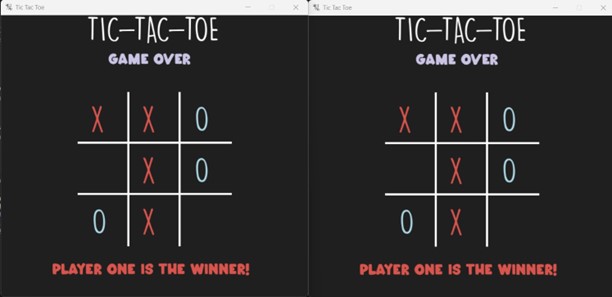 Tic Tac Toe
TIC-TAC-TOE
GAME OVER
X X O
X O
O X
PLAYER ONE IS THE WINNER!
Tic Tac Toe
TIC-TAC-TOE
GAME OVER
X X O
X O
O X
PLAYER ONE IS THE WINNER!